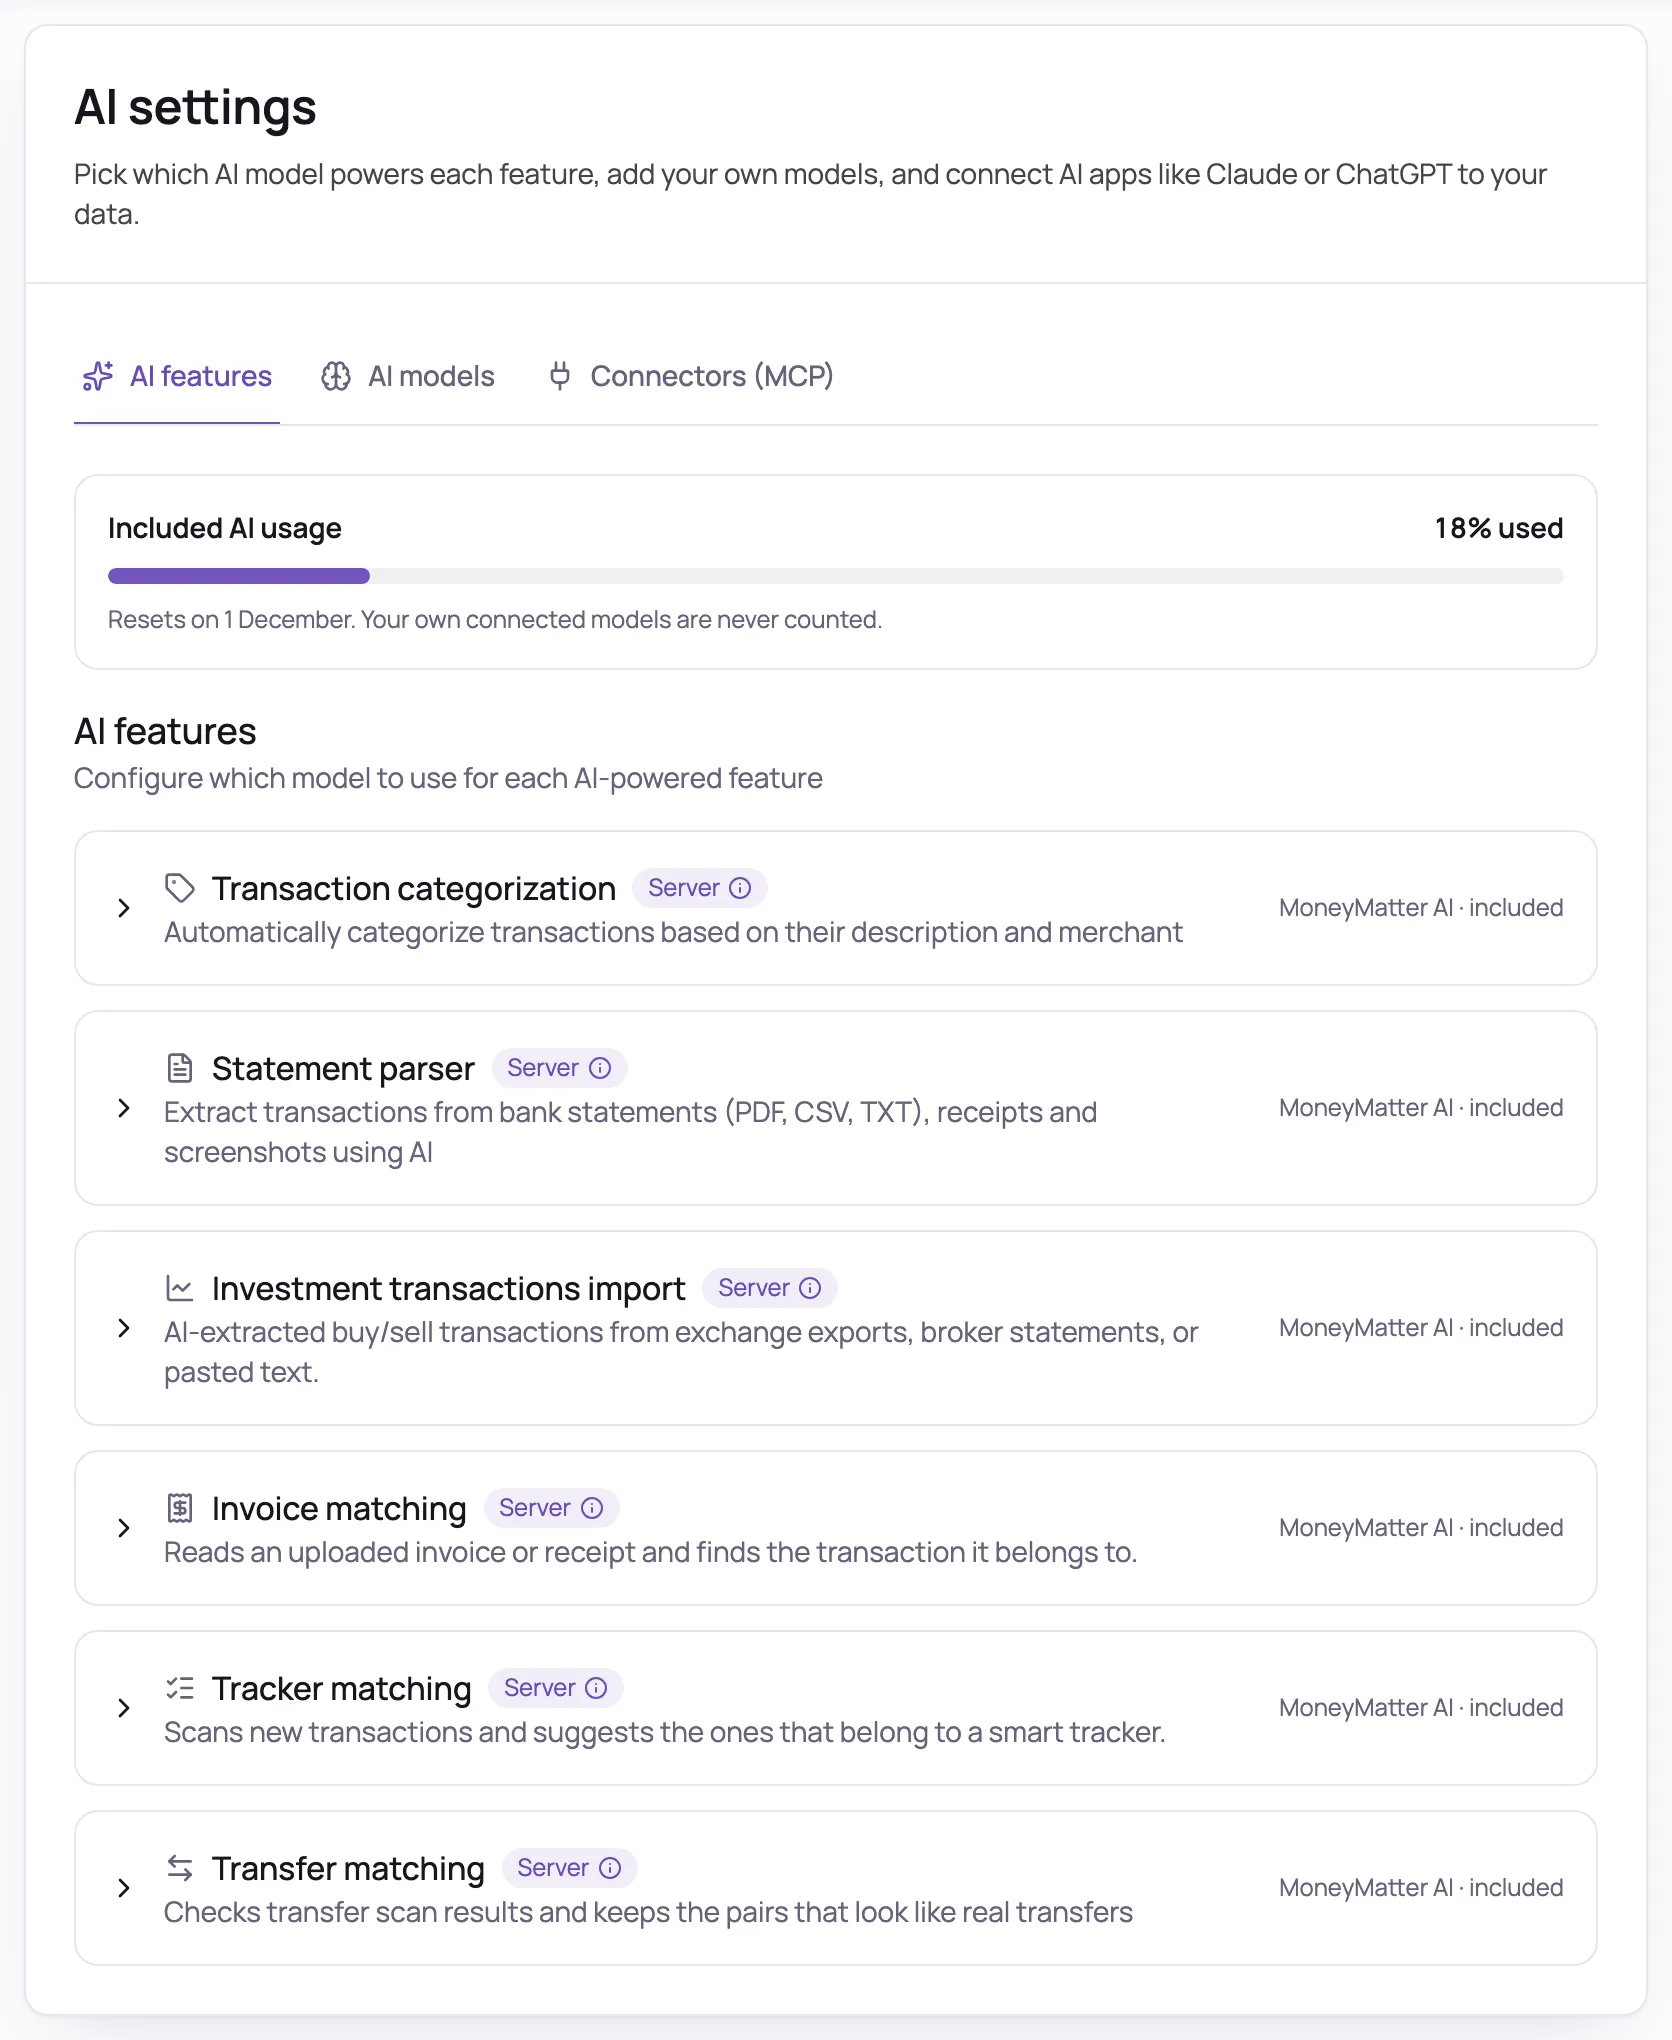 AI settings
Pick which AI model powers each feature, add your own models, and connect AI apps like Claude or ChatGPT to your
data.
AI features
AI models
Connectors (MCP)
Included AI usage
18% used
Resets on 1 December. Your own connected models are never counted.
AI features
Configure which model to use for each AI-powered feature
Transaction categorization
Server
Automatically categorize transactions based on their description and merchant
MoneyMatter AI · included
Statement parser
Server
Extract transactions from bank statements (PDF, CSV, TXT), receipts and
screenshots using AI
MoneyMatter AI · included
Investment transactions import
Server
AI-extracted buy/sell transactions from exchange exports, broker statements, or
pasted text.
MoneyMatter AI · included
Invoice matching
Server
Reads an uploaded invoice or receipt and finds the transaction it belongs to.
MoneyMatter AI · included
Tracker matching
Server
Scans new transactions and suggests the ones that belong to a smart tracker.
MoneyMatter AI · included
Transfer matching
Server
Checks transfer scan results and keeps the pairs that look like real transfers
MoneyMatter AI · included